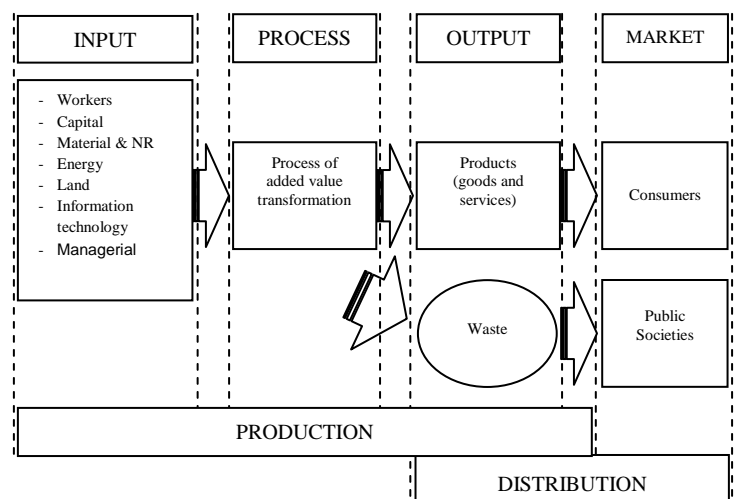 INPUT
PROCESS
OUTPUT
MARKET
- Workers
- Capital
- Material & NR
- Energy
- Land
- Information
technology
- Managerial
Process of
added value
transformation
Products
(goods and
services)
Consumers
Waste
Public
Societies
PRODUCTION
DISTRIBUTION